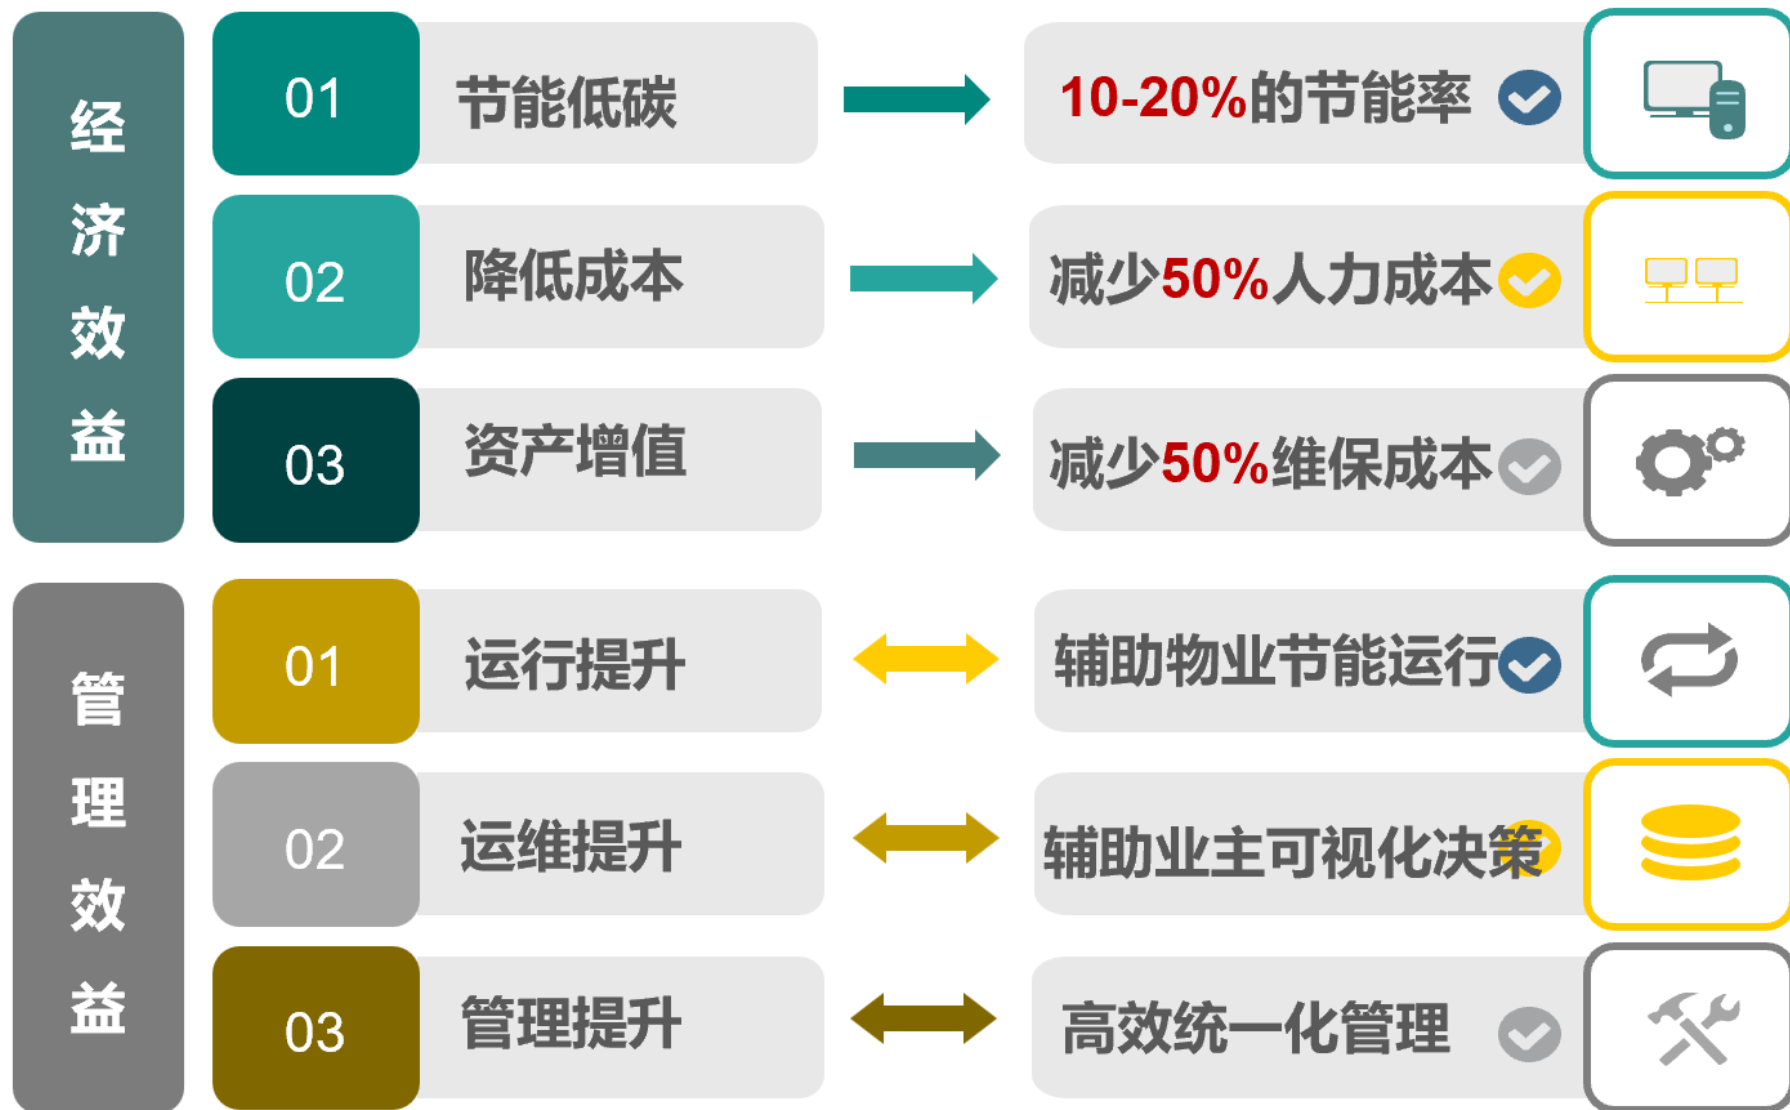 经济效益
01
节能低碳
10-20%的节能率
02
降低成本
减少50%人力成本
03
资产增值
减少50%维保成本
管理效益
01
运行提升
辅助物业节能运行
02
运维提升
辅助业主可视化决策
03
管理提升
高效统一化管理